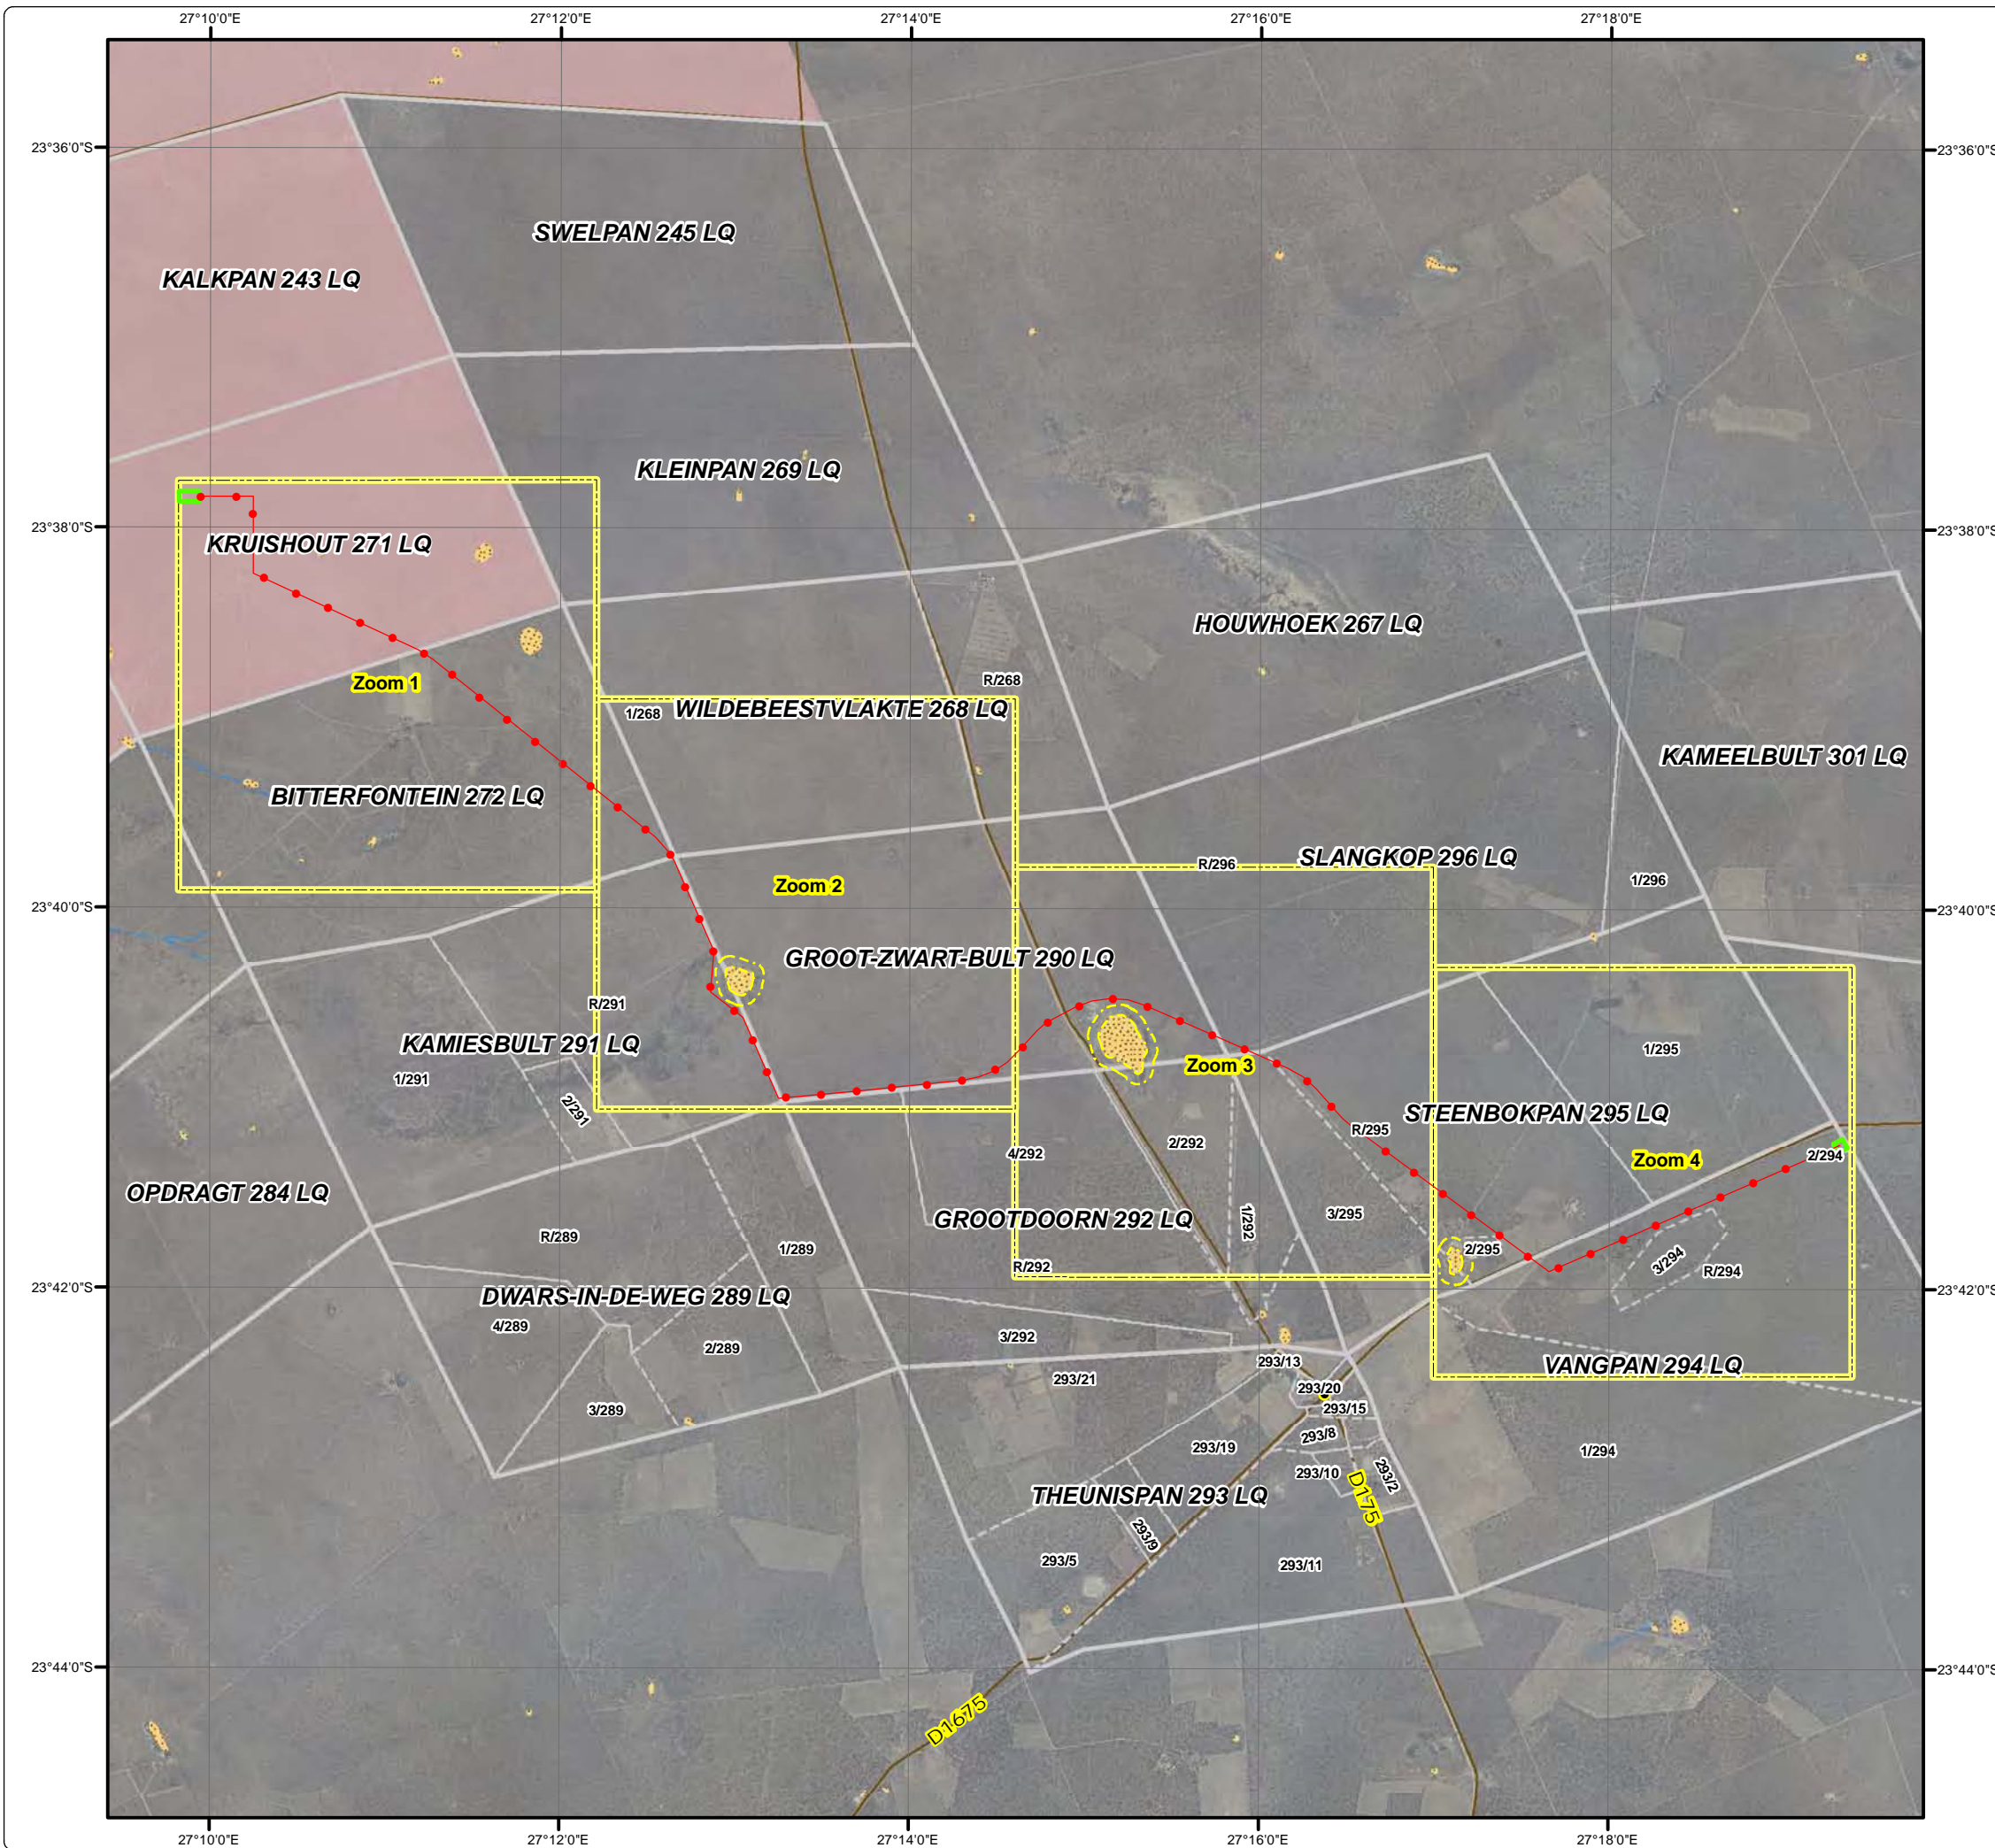 27°10'0"E 27°12'0"E 27°14'0"E 27°16'0"E 27°18'0"E
23°36'0"S 23°36'0"S
SWELPAN 245 LQ
KALKPAN 243 LQ
KLEINPAN 269 LQ
23°38'0"S 23°38'0"S
KRUISHOUT 271 LQ
HOUWHOEK 267 LQ
R/268
Zoom 1
1/268 WILDEBEESTVLAKTE 268 LQ
KAMEELBULT 301 LQ
BITTERFONTEIN 272 LQ
R/296 SLANGKOP 296 LQ
Zoom 2 1/296
23°40'0"S 23°40'0"S
GROOT-ZWART-BULT 290 LQ
R/291
KAMIESBULT 291 LQ 1/295
Zoom 3
1/291
2/291 STEENBOKPAN 295 LQ
R/295
2/292
4/292 Zoom 4 2/294
OPDRAGT 284 LQ
GROOTDOORN 292 LQ 1/292 3/295
R/289
1/289 2/295
3/294
R/292 R/294
23°42'0"S 23°42'0"S
DWARS-IN-DE-WEG 289 LQ
4/289
3/292
2/289
293/13 VANGPAN 294 LQ
293/21
293/20
3/289 293/15
293/8
293/19 1/294
293/10 293/2
THEUNISPAN 293 LQ D175
293/9
293/5 293/11
23°44'0"S 23°44'0"S
D1675
27°10'0"E 27°12'0"E 27°14'0"E 27°16'0"E 27°18'0"E